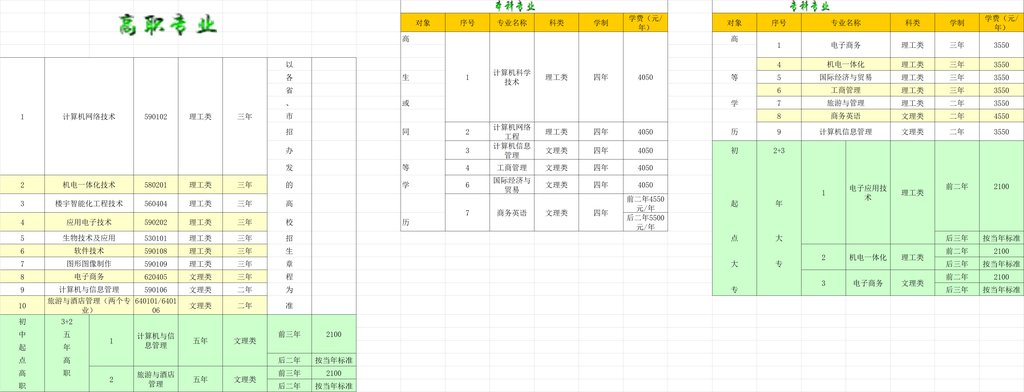 高职专业
以
各
省
、
1 计算机网络技术 590102 理工类 三年 市
招
办
发
2 机电一体化技术 580201 理工类 三年 的
3 楼宇智能化工程技术 560404 理工类 三年 高
4 应用电子技术 590202 理工类 三年 校
5 生物技术及应用 530101 理工类 三年 招
6 软件技术 590108 理工类 三年 生
7 图形图像制作 590109 理工类 三年 章
8 电子商务 620405 文理类 三年 程
9 计算机与信息管理 590106 文理类 二年 为
10 旅游与酒店管理（两个专业） 640101/640106 文理类 二年 准
初 3+2
中 五
起 年
点 高
高 职
职
1 计算机与信息管理 五年 文理类 前三年 2100
后二年 按当年标准
2 旅游与酒店管理 五年 文理类 前三年 2100
后二年 按当年标准
本科专业
对象 序号 专业名称 科类 学制 学费（元/年）
高
生 1 计算机科学技术 理工类 四年 4050
或
同 2 计算机网络工程 理工类 四年 4050
3 计算机信息管理 文理类 四年 4050
等 4 工商管理 文理类 四年 4050
学 6 国际经济与贸易 文理类 四年 4050
历 7 商务英语 文理类 四年 前二年4550元/年
后二年5500元/年
专科专业
对象 序号 专业名称 科类 学制 学费（元/年）
高
1 电子商务 理工类 三年 3550
4 机电一体化 理工类 三年 3550
等 5 国际经济与贸易 理工类 三年 3550
6 工商管理 理工类 三年 3550
学 7 旅游与管理 理工类 二年 3550
8 商务英语 文理类 二年 4550
历 9 计算机信息管理 文理类 二年 3550
初 2+3
起 年
点 大
大 专
专
1 电子应用技术 理工类 前二年 2100
后三年 按当年标准
2 机电一体化 理工类 前二年 2100
后三年 按当年标准
3 电子商务 文理类 前二年 2100
后三年 按当年标准